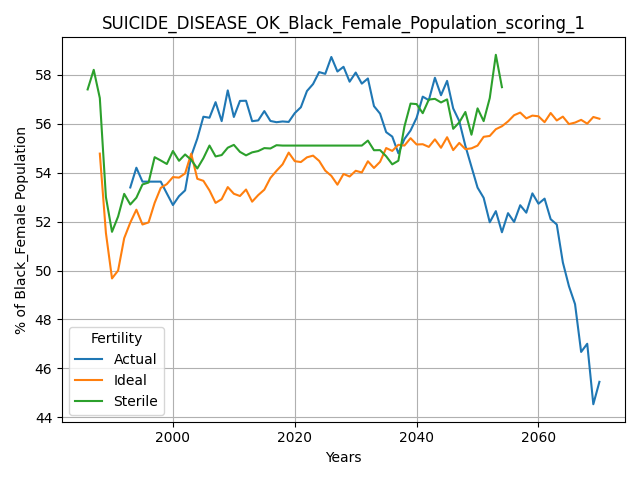 SUICIDE_DISEASE_OK_Black_Female_Population_scoring_1
% of Black_Female Population
58
56
54
52
50
48
46
44
Fertility
Actual
Ideal
Sterile
2000 2020 2040 2060
Years